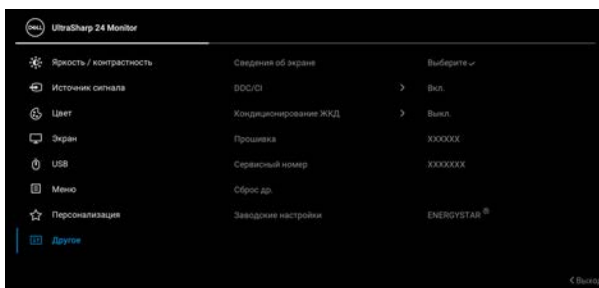 DELL UltraSharp 24 Monitor
Яркость / контрастность Сведения об экране Выберите
Источник сигнала DDC/CI > Вкл.
Цвет Кондиционирование ЖКД > Выкл.
Экран Прошивка XXXXXX
USB Сервисный номер XXXXXXX
Меню Сброс др.
Персонализация Заводские настройки ENERGYSTAR ®
Другое
< Выход